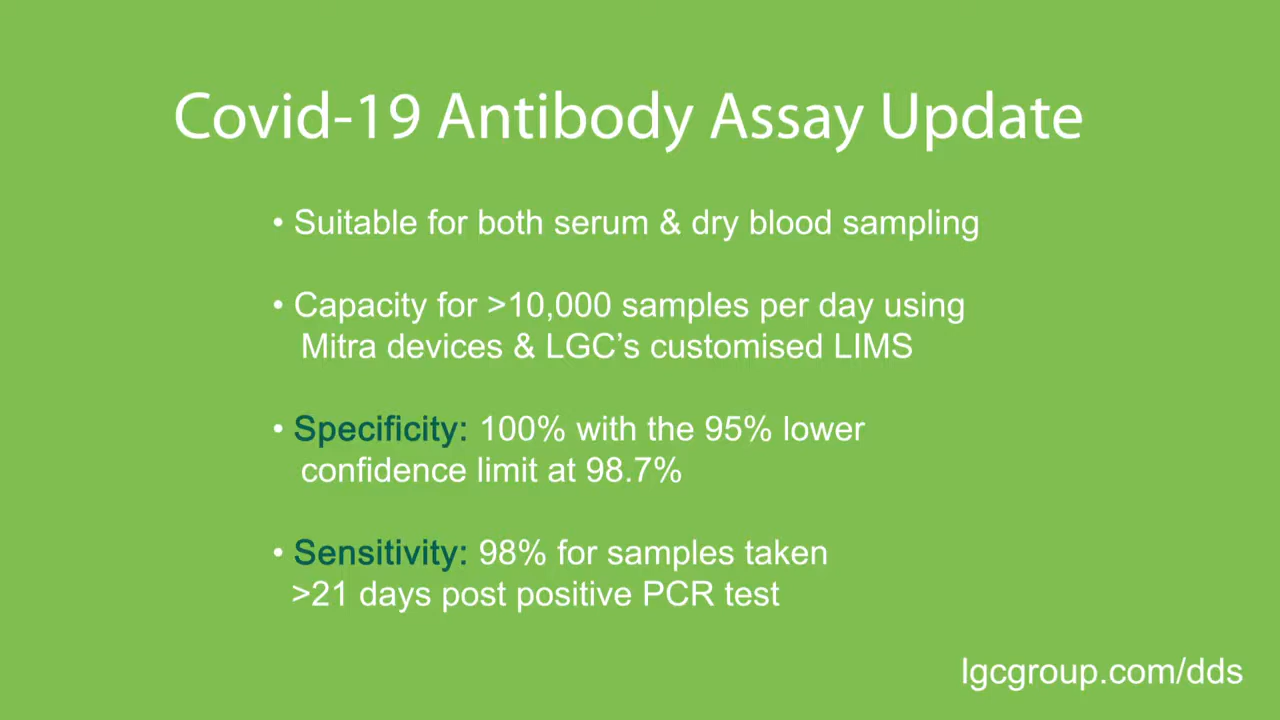 Covid-19 Antibody Assay Update
• Suitable for both serum & dry blood sampling
• Capacity for >10,000 samples per day using
Mitra devices & LGC’s customised LIMS
• Specificity: 100% with the 95% lower
confidence limit at 98.7%
• Sensitivity: 98% for samples taken
>21 days post positive PCR test
lgcgroup.com/dds